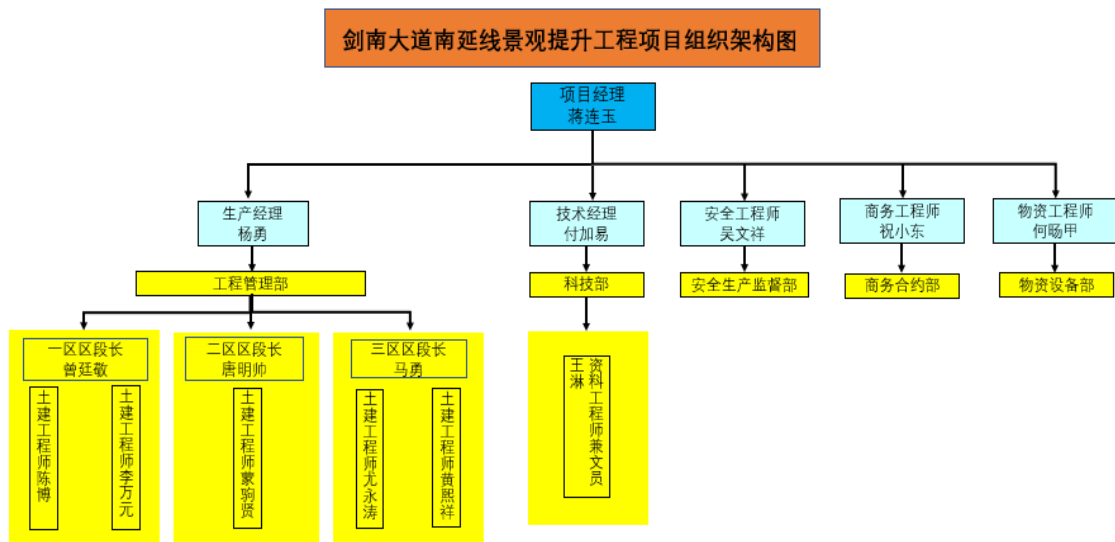 剑南大道南延线景观提升工程项目组织架构图
项目经理
蒋连玉
生产经理
杨勇
技术经理
付加易
安全工程师
吴文祥
商务工程师
祝小东
物资工程师
何旸甲
工程管理部
科技部
安全生产监督部
商务合约部
物资设备部
一区区段长
曾廷敬
二区区段长
唐明帅
三区区段长
马勇
土建工程师陈博
土建工程师李万元
土建工程师蒙驹贤
土建工程师尤永涛
土建工程师黄熙祥
资料工程师兼文员
王淋